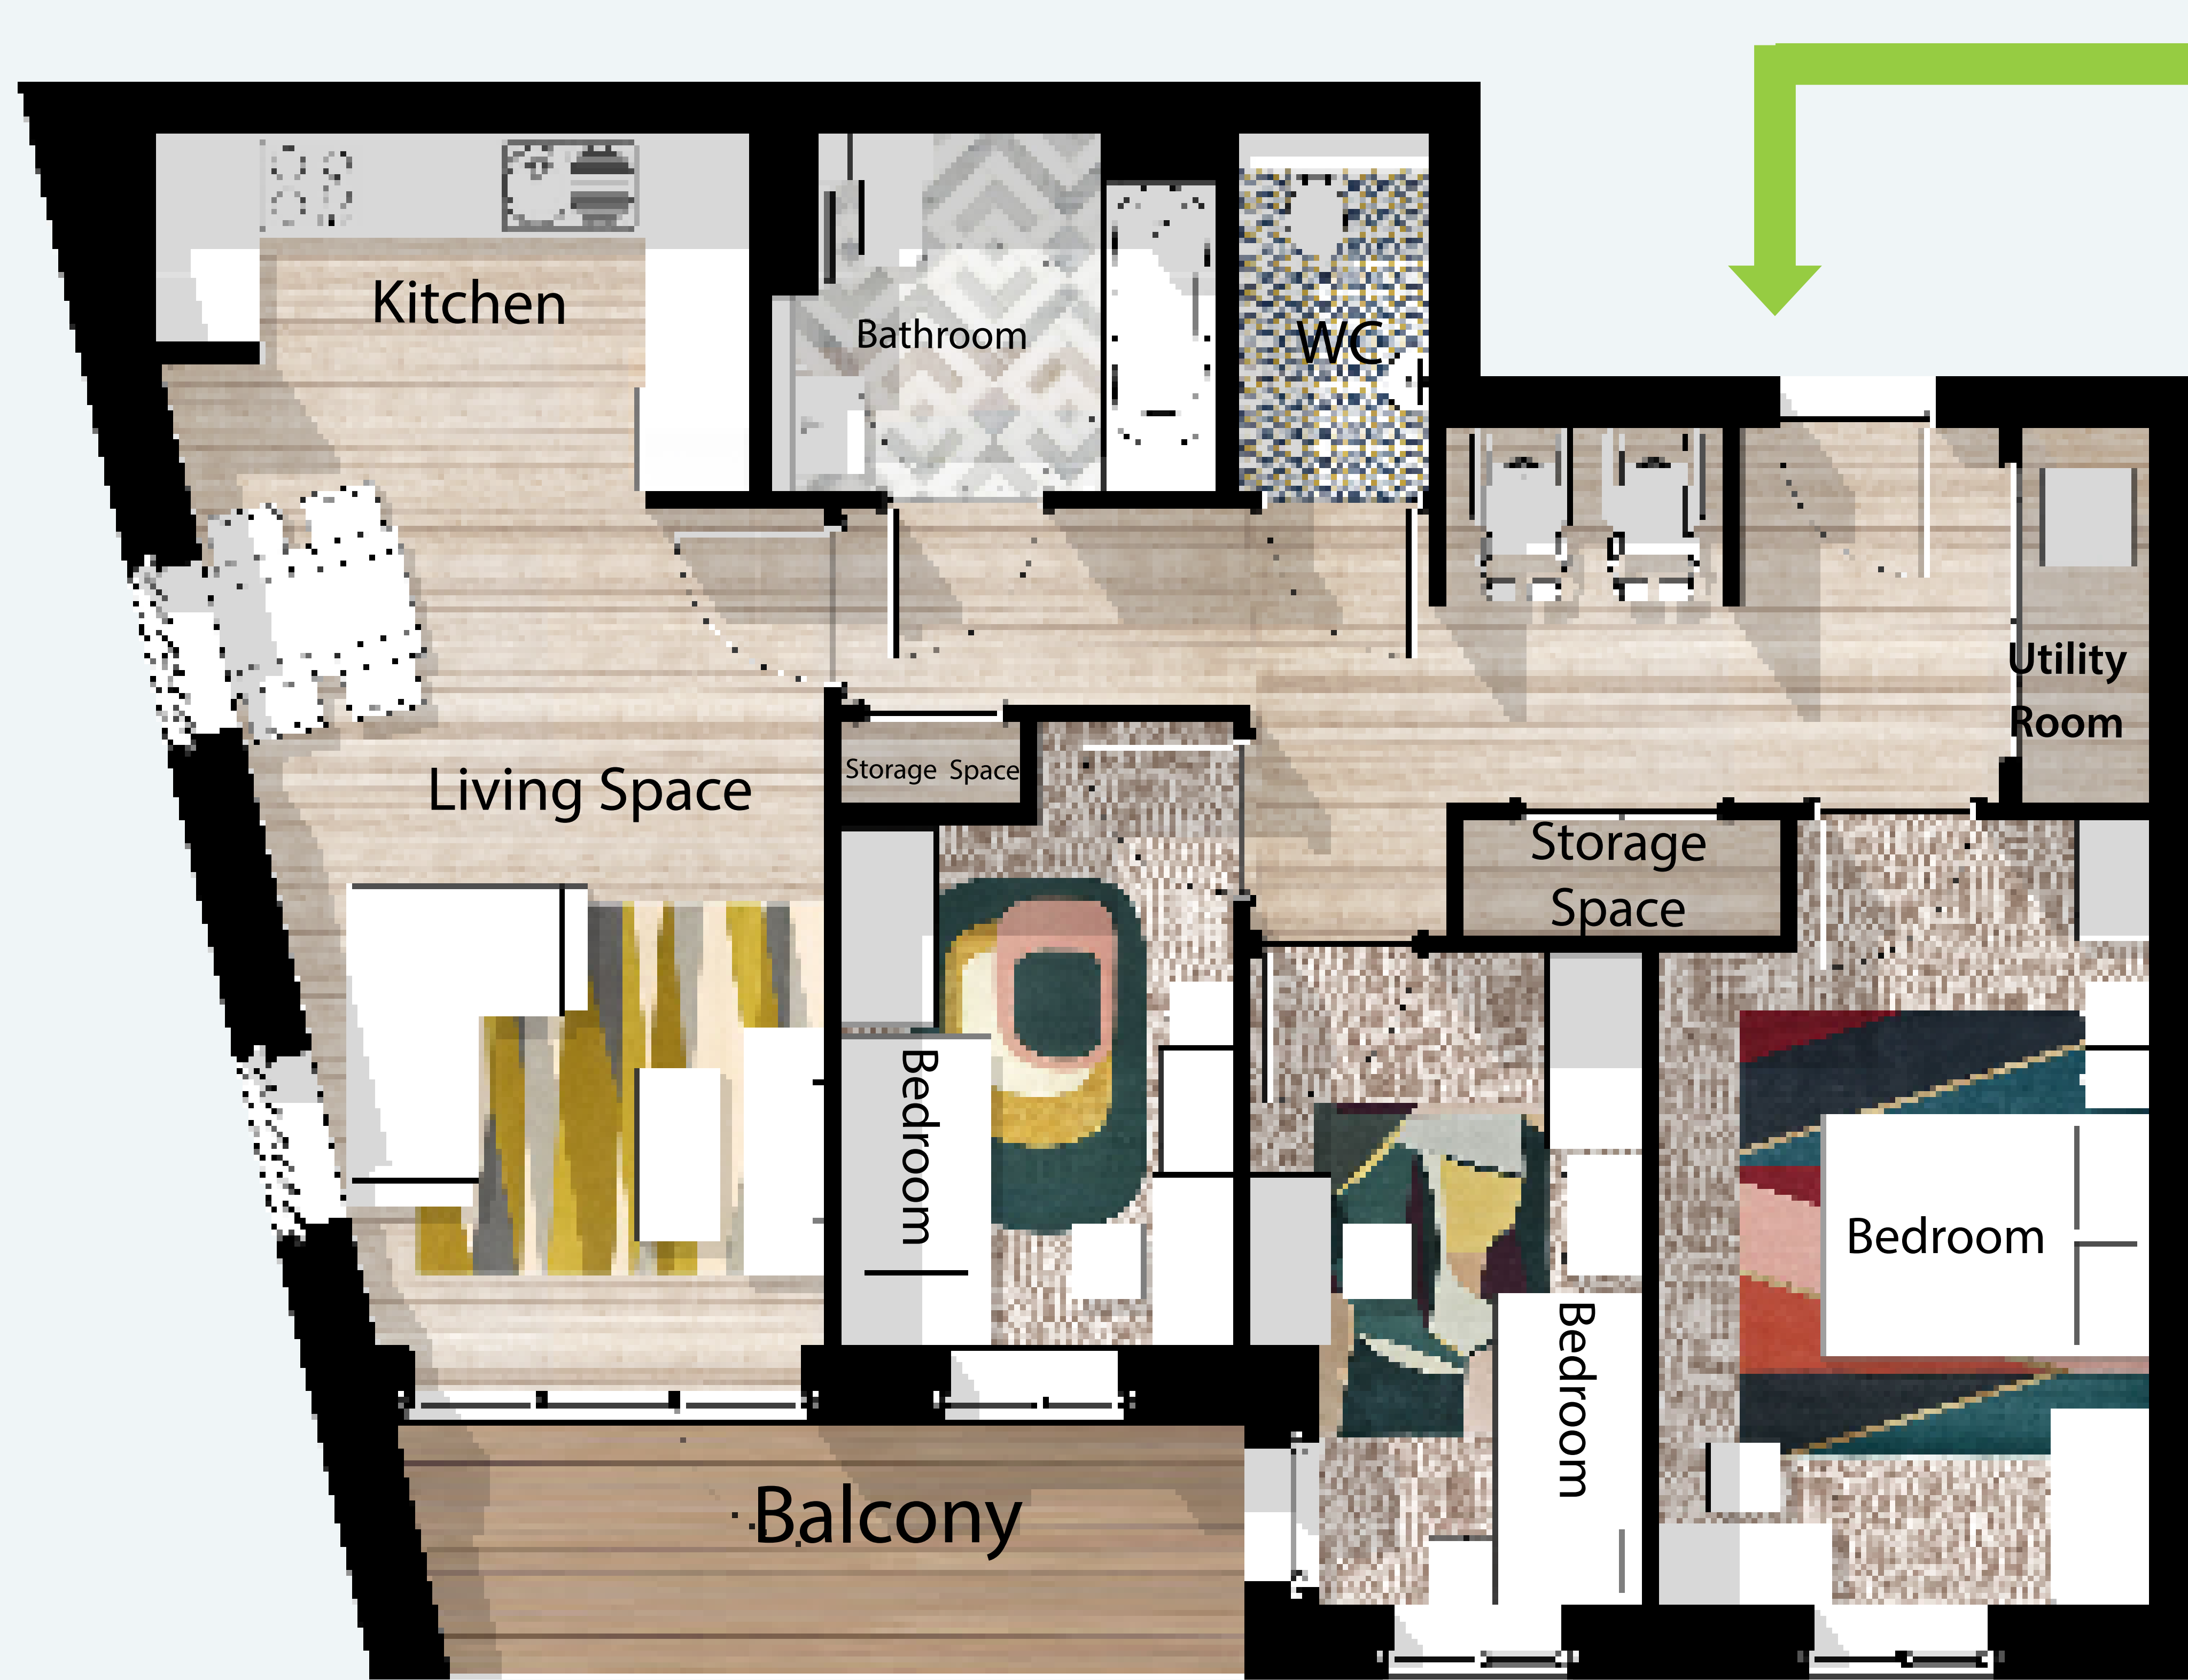 Kitchen
Bathroom
WC
Utility
Room
Living Space
Storage Space
Storage
Space
Bedroom
Bedroom
Bedroom
Balcony